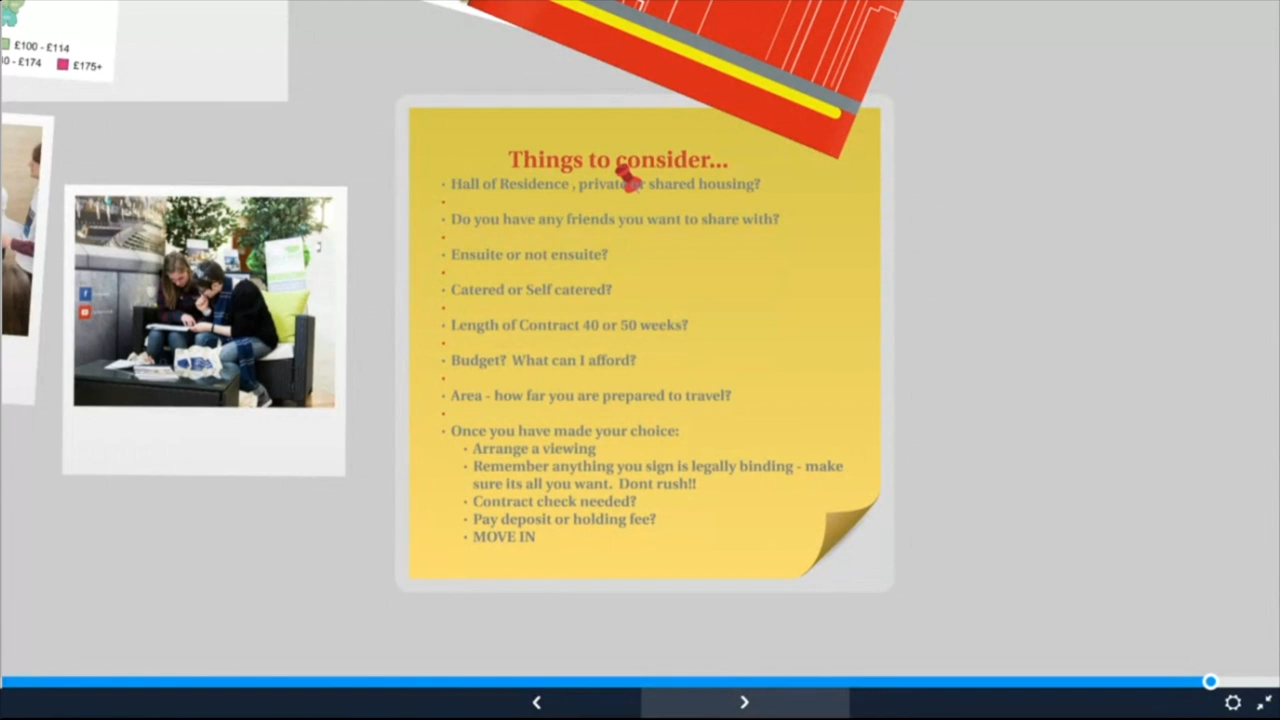 £100 - £114
0 - £174
£175+
Things to consider...
Hall of Residence , private or shared housing?
Do you have any friends you want to share with?
Ensuite or not ensuite?
Catered or Self catered?
Length of Contract 40 or 50 weeks?
Budget?  What can I afford?
Area - how far you are prepared to travel?
Once you have made your choice:
Arrange a viewing
Remember anything you sign is legally binding - make
sure its all you want.  Dont rush!!
Contract check needed?
Pay deposit or holding fee?
MOVE IN